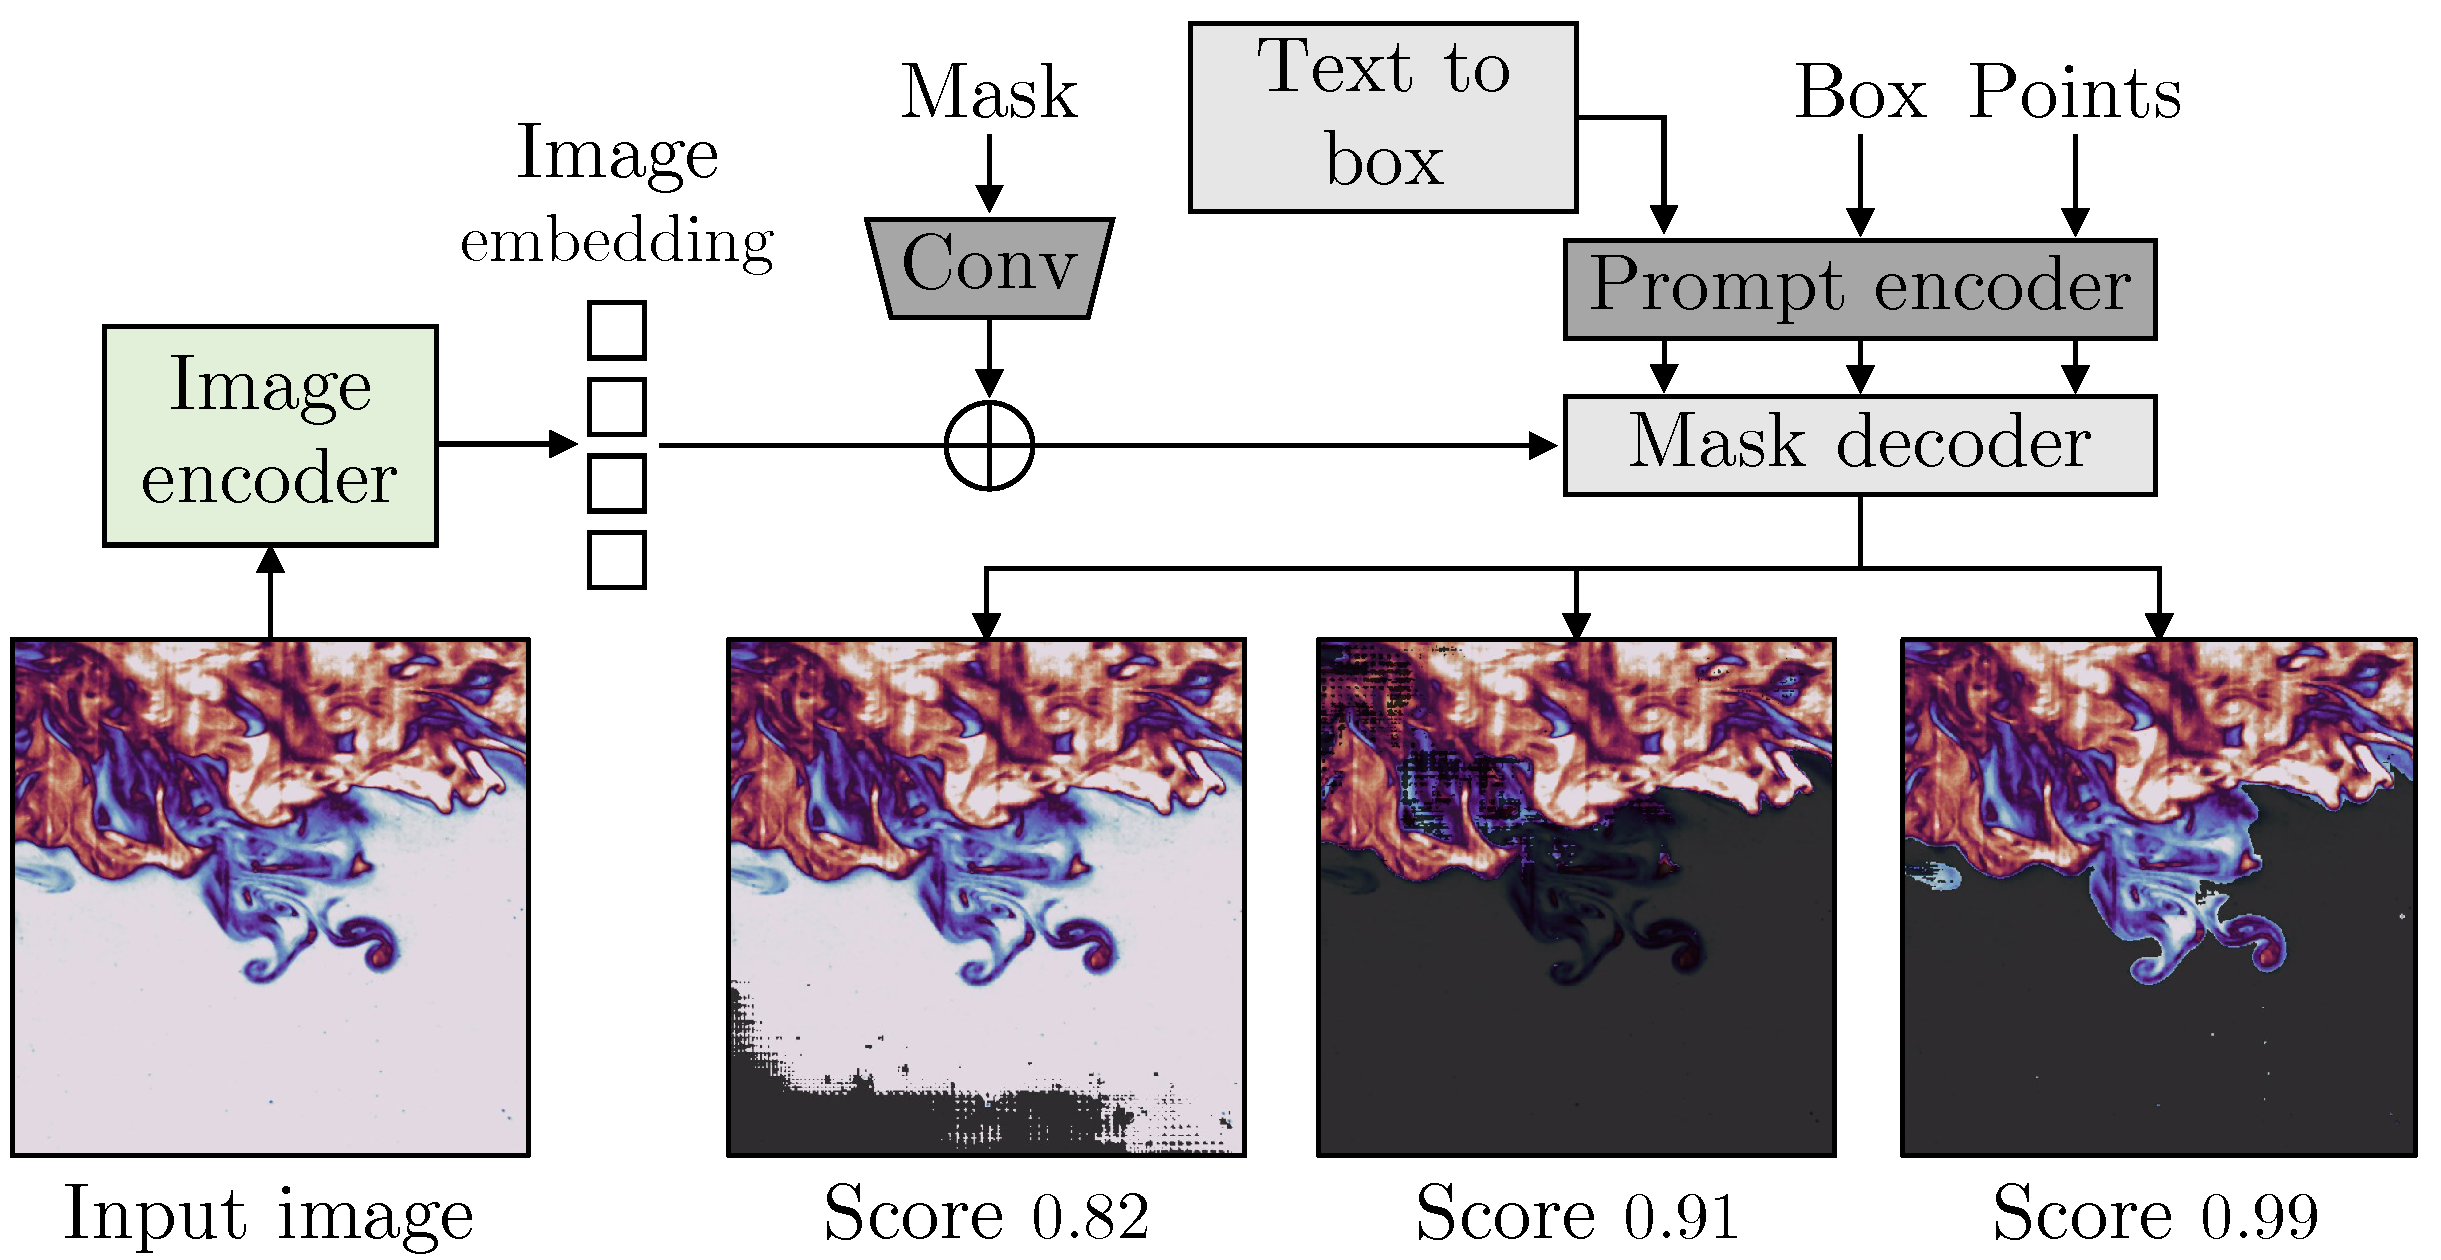 Image
embedding
Mask
Conv
Text to
box
Box
Points
Prompt encoder
Image
encoder
Mask decoder
Input image
Score 0.82
Score 0.91
Score 0.99